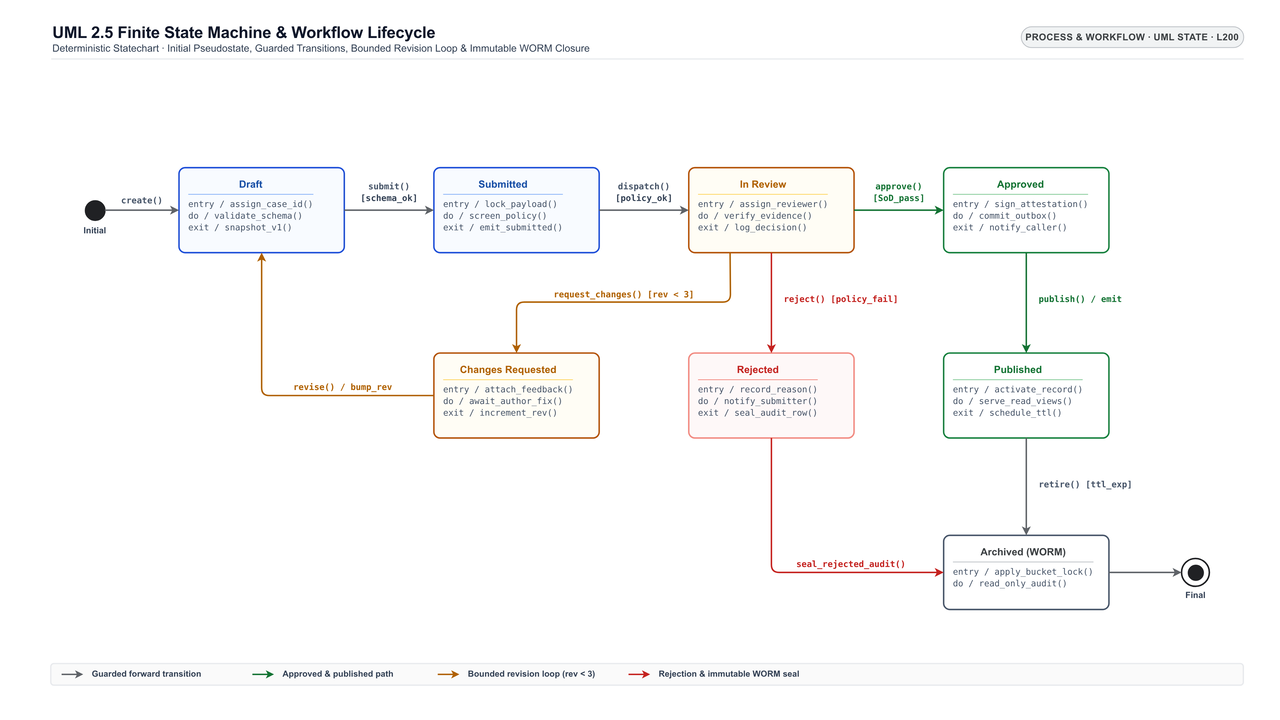 UML 2.5 Finite State Machine & Workflow Lifecycle
Deterministic Statechart · Initial Pseudostate, Guarded Transitions, Bounded Revision Loop & Immutable WORM Closure
PROCESS & WORKFLOW · UML STATE · L200
Initial
create()
Draft
entry / assign_case_id()
do / validate_schema()
exit / snapshot_v1()
submit()
[schema_ok]
Submitted
entry / lock_payload()
do / screen_policy()
exit / emit_submitted()
dispatch()
[policy_ok]
In Review
entry / assign_reviewer()
do / verify_evidence()
exit / log_decision()
approve()
[SoD_pass]
Approved
entry / sign_attestation()
do / commit_outbox()
exit / notify_caller()
request_changes() [rev < 3]
reject() [policy_fail]
publish() / emit
revise() / bump_rev
Changes Requested
entry / attach_feedback()
do / await_author_fix()
exit / increment_rev()
Rejected
entry / record_reason()
do / notify_submitter()
exit / seal_audit_row()
Published
entry / activate_record()
do / serve_read_views()
exit / schedule_ttl()
retire() [ttl_exp]
seal_rejected_audit()
Archived (WORM)
entry / apply_bucket_lock()
do / read_only_audit()
Final
Guarded forward transition
Approved & published path
Bounded revision loop (rev < 3)
Rejection & immutable WORM seal